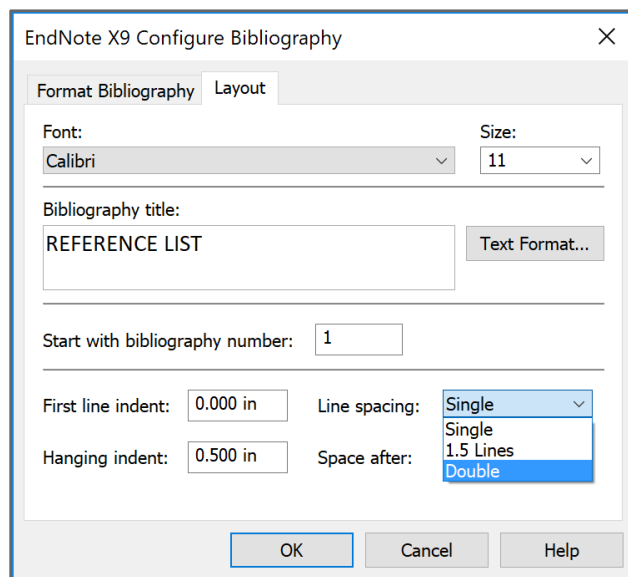 EndNote X9 Configure Bibliography
Format Bibliography Layout
Font: Size:
Calibri 11
Bibliography title:
REFERENCE LIST
Text Format...
Start with bibliography number: 1
First line indent: 0.000 in Line spacing: Single
Single
1.5 Lines
Hanging indent: 0.500 in Space after:
Double
OK Cancel Help